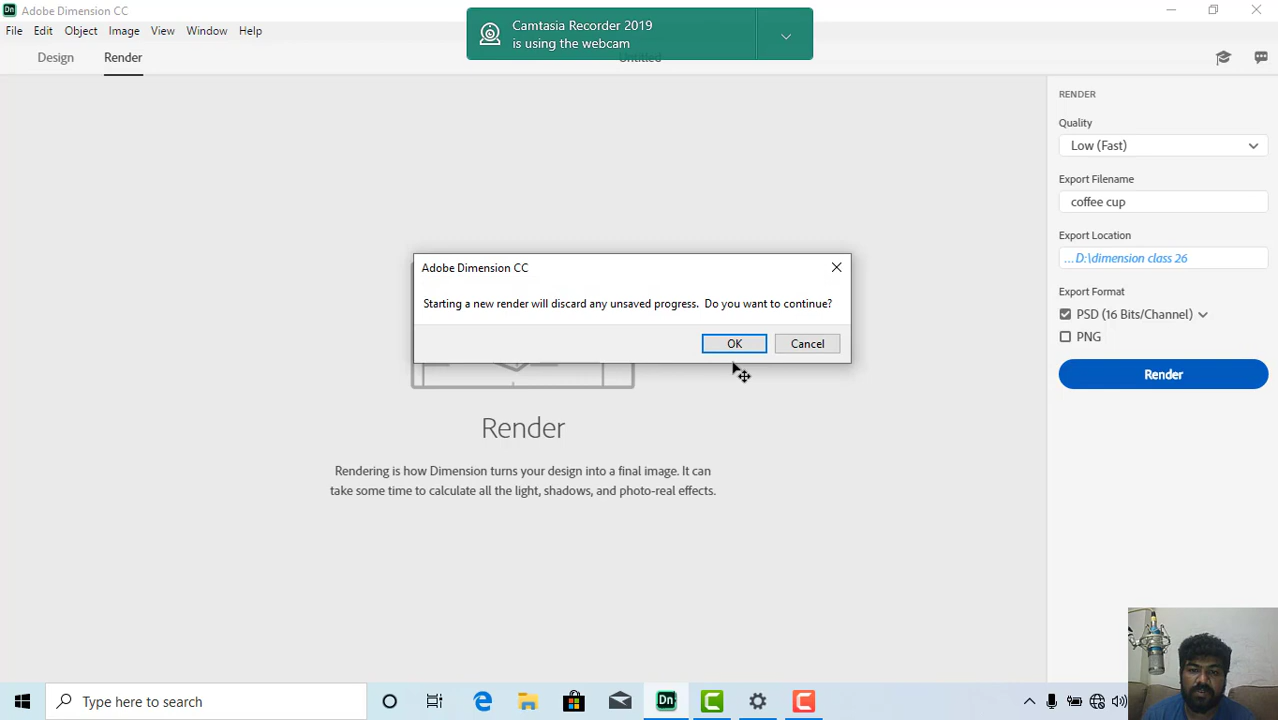 Dn Adobe Dimension CC
File Edit Object Image View Window Help
Camtasia Recorder 2019
is using the webcam
Design Render
RENDER
Quality
Low (Fast)
Export Filename
coffee cup
Export Location
...D:\dimension class 26
Export Format
PSD (16 Bits/Channel)
PNG
Render
Adobe Dimension CC
Starting a new render will discard any unsaved progress. Do you want to continue?
OK Cancel
Render
Rendering is how Dimension turns your design into a final image. It can
take some time to calculate all the light, shadows, and photo-real effects.
Type here to search
Dn